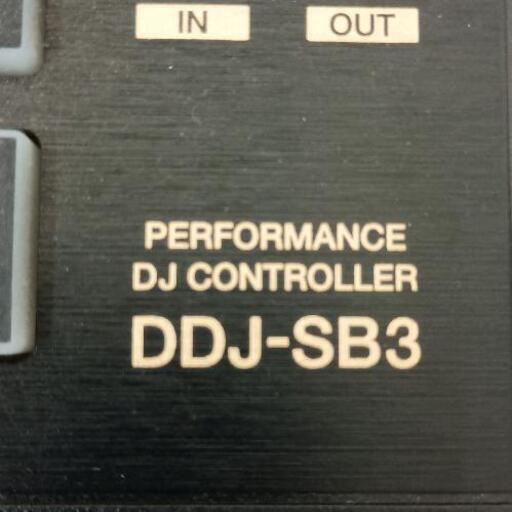 IN OUT
PERFORMANCE
DJ CONTROLLER
DDJ-SB3